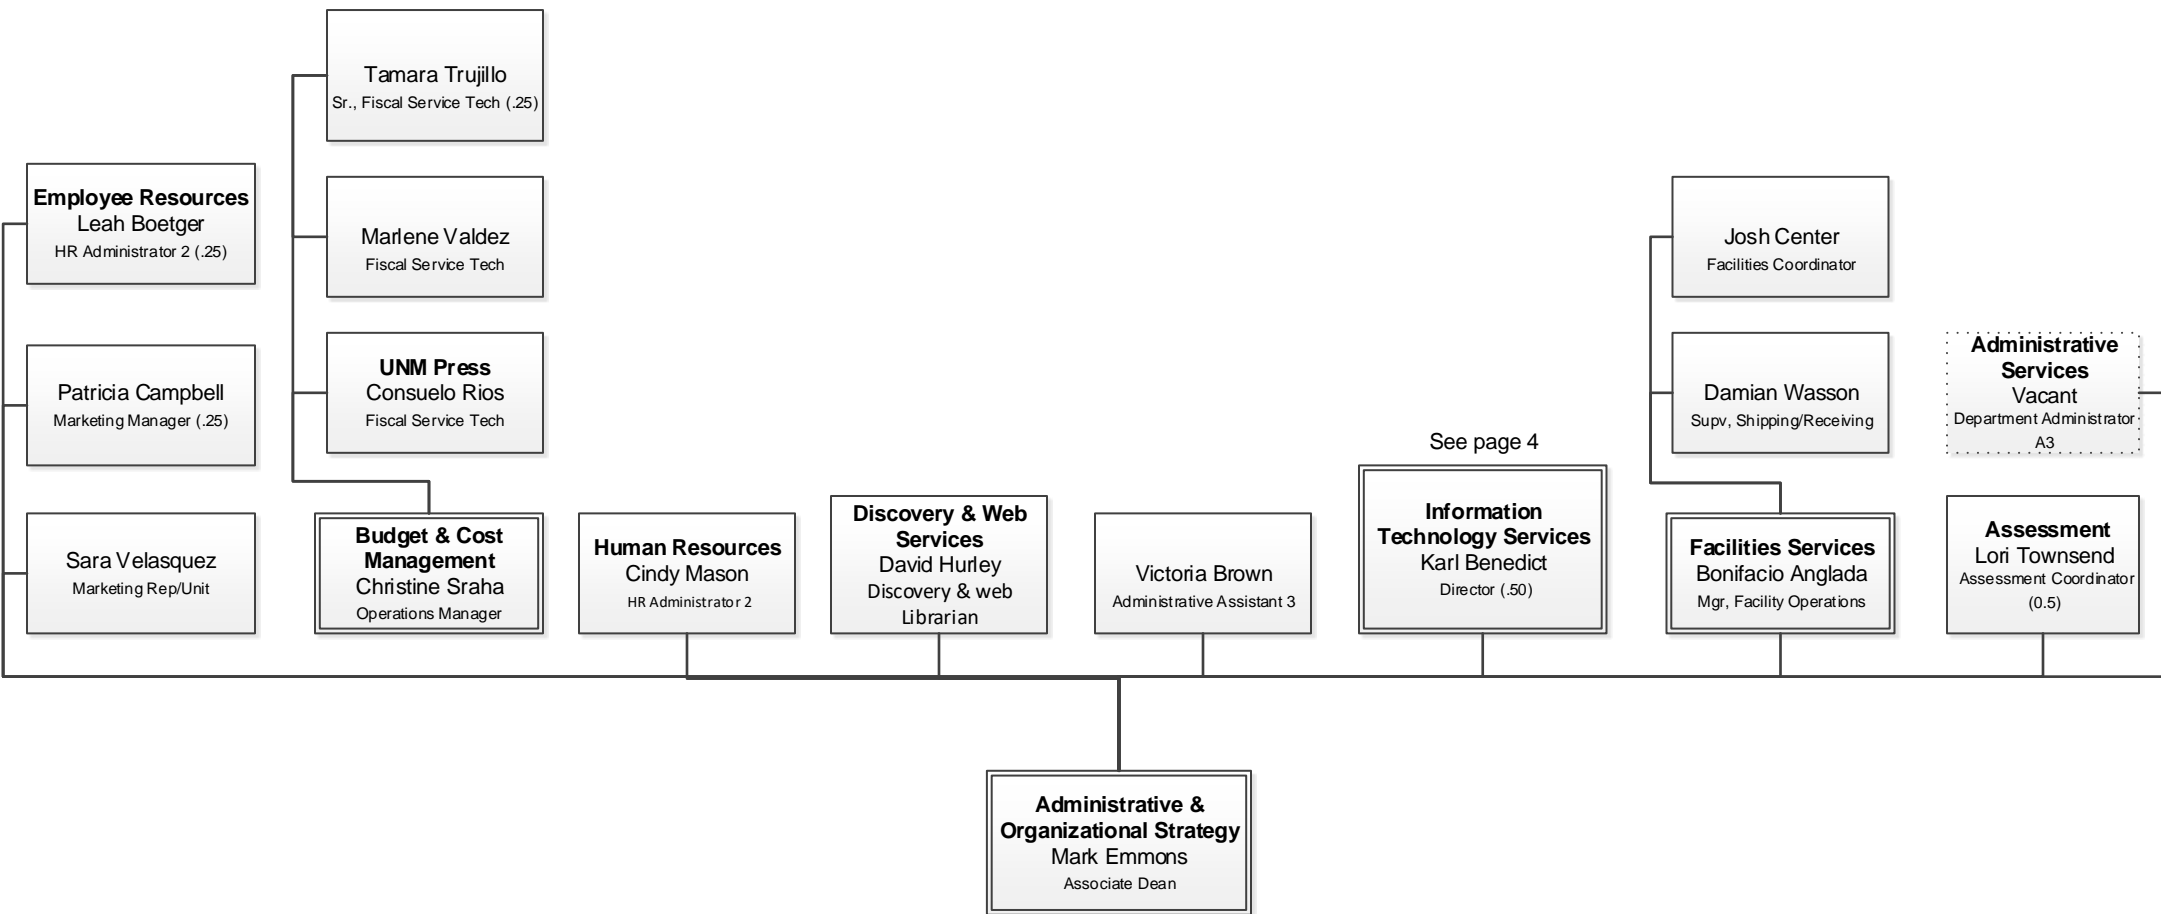 Tamara Trujillo
Sr., Fiscal Service Tech (.25)
Employee Resources
Leah Boetger
HR Administrator 2 (.25)
Marlene Valdez
Fiscal Service Tech
Josh Center
Facilities Coordinator
Patricia Campbell
Marketing Manager (.25)
UNM Press
Consuelo Rios
Fiscal Service Tech
Damian Wasson
Supv, Shipping/Receiving
Administrative
Services
Vacant
Department Administrator
A3
See page 4
Sara Velasquez
Marketing Rep/Unit
Budget & Cost
Management
Christine Sraha
Operations Manager
Human Resources
Cindy Mason
HR Administrator 2
Discovery & Web
Services
David Hurley
Discovery & web
Librarian
Victoria Brown
Administrative Assistant 3
Information
Technology Services
Karl Benedict
Director (.50)
Facilities Services
Bonifacio Anglada
Mgr, Facility Operations
Assessment
Lori Townsend
Assessment Coordinator
(0.5)
Administrative &
Organizational Strategy
Mark Emmons
Associate Dean